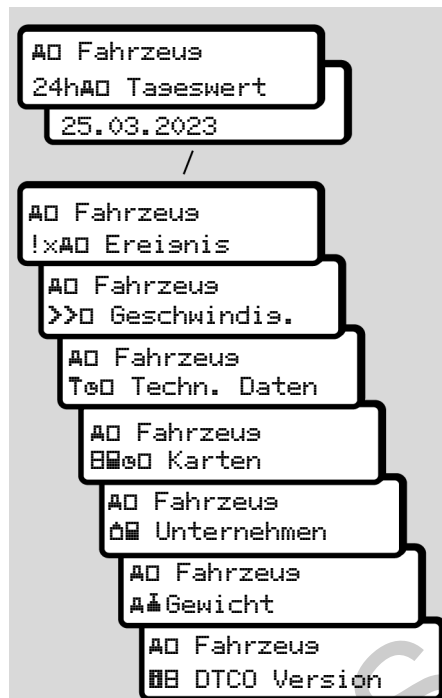 Fahrzeug
24h Tageswert
25.03.2023
/
Fahrzeug
!x Ereignis
Fahrzeug
>> Geschwindig.
Fahrzeug
Techn. Daten
Fahrzeug
Karten
Fahrzeug
Unternehmen
Fahrzeug
Gewicht
Fahrzeug
DTCO Version